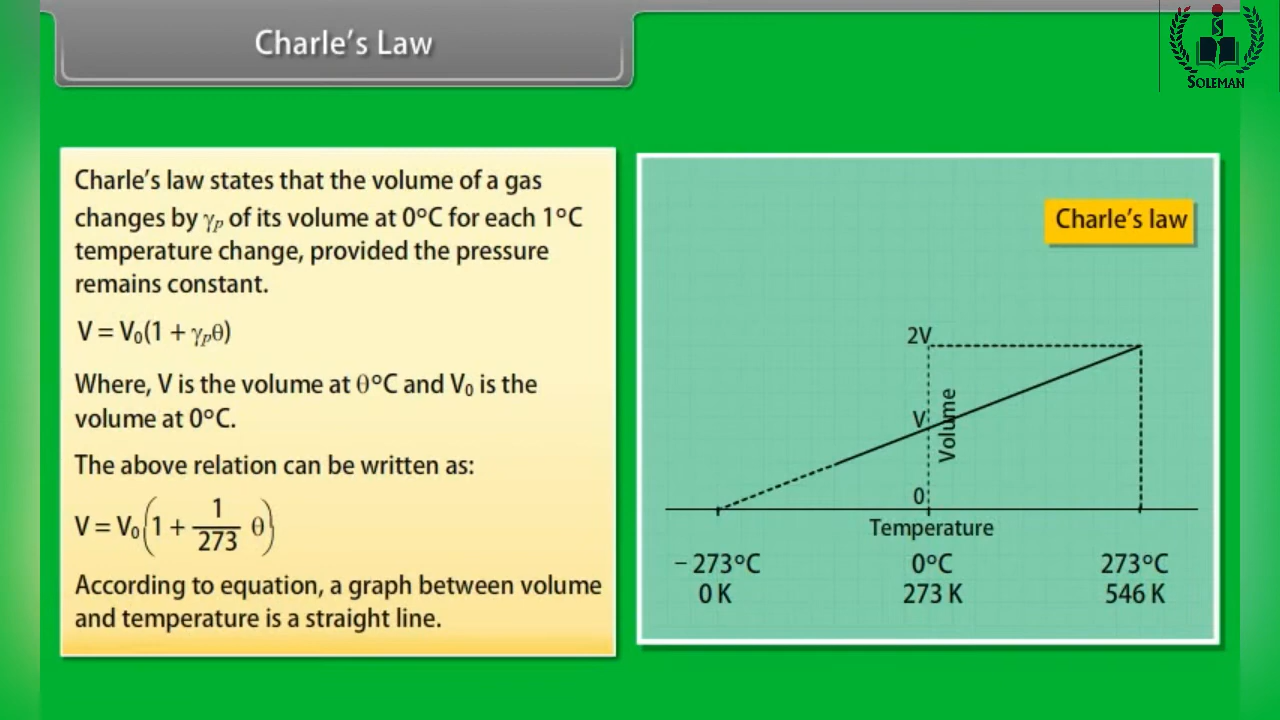 Charle's Law
SOLEMAN
Charle's law states that the volume of a gas
changes by γₚ of its volume at 0°C for each 1°C
temperature change, provided the pressure
remains constant.
V = V₀(1 + γₚθ)
Where, V is the volume at θ°C and V₀ is the
volume at 0°C.
The above relation can be written as:
V = V₀(1 + 1/273 θ)
According to equation, a graph between volume
and temperature is a straight line.
Charle's law
2V
V
Volume
0
Temperature
– 273°C 0°C 273°C
0 K 273 K 546 K